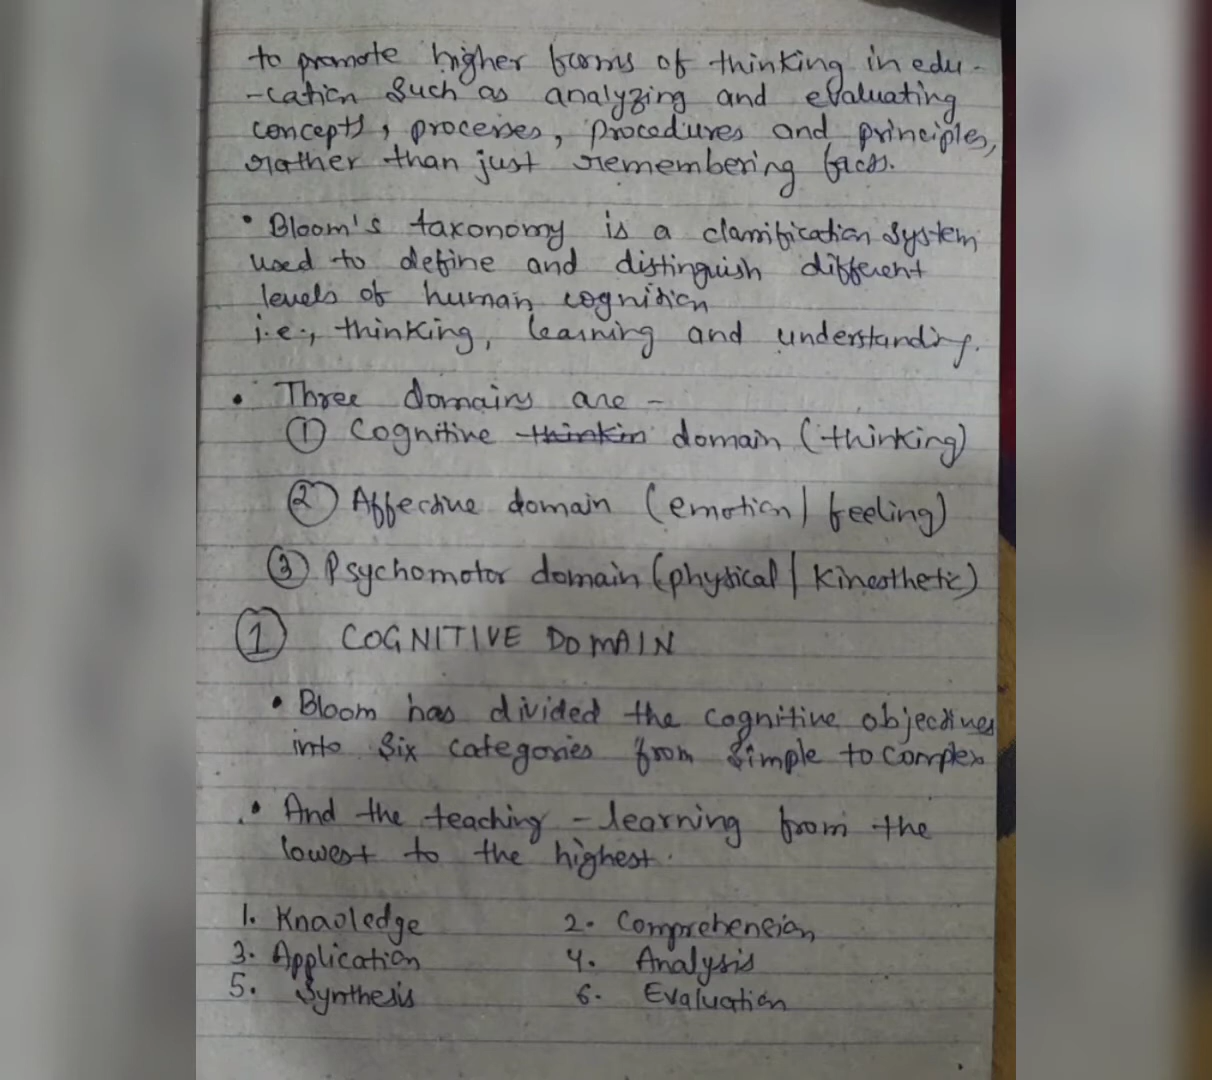 to promote higher forms of thinking in edu-
-cation such as analyzing and evaluating
concepts, processes, procedures and principles,
rather than just remembering facts.
• Bloom's taxonomy is a classification system
used to define and distinguish different
levels of human cognition
i.e., thinking, learning and understanding.
• Three domains are -
① Cognitive thinkin domain (thinking)
② Affective domain (emotion/feeling)
③ Psychomotor domain (physical/kinesthetic)
① COGNITIVE DOMAIN
• Bloom has divided the cognitive objectives
into six categories from simple to complex
• And the teaching - learning from the
lowest to the highest.
1. Knowledge 2. Comprehension
3. Application 4. Analysis
5. Synthesis 6. Evaluation